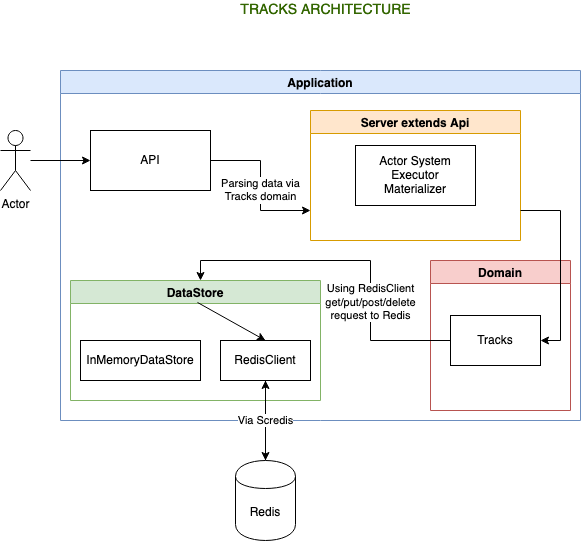 TRACKS ARCHITECTURE
Application
Server extends Api
Actor System
Executor
Materializer
API
Actor
Parsing data via
Tracks domain
Domain
Tracks
Using RedisClient
get/put/post/delete
request to Redis
DataStore
InMemoryDataStore
RedisClient
Via Scredis
Redis